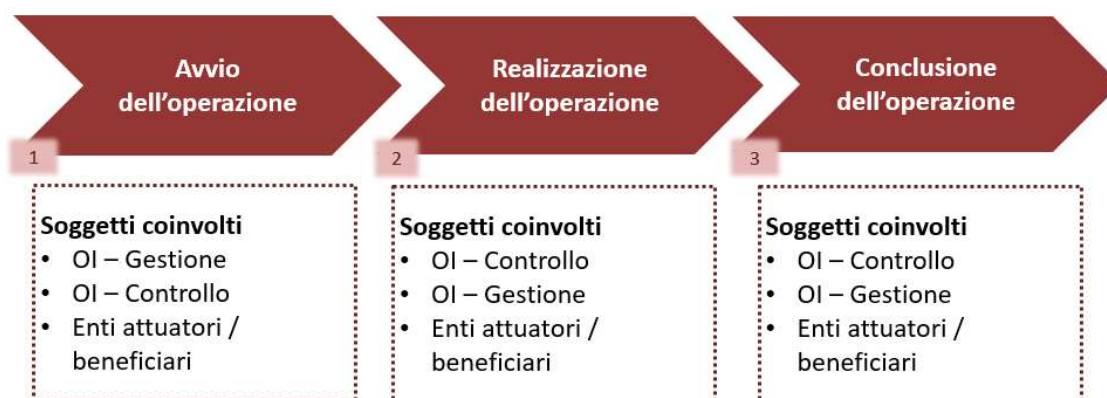 Avvio
dell'operazione
1
Realizzazione
dell'operazione
2
Conclusione
dell'operazione
3
Soggetti coinvolti
• OI – Gestione
• OI – Controllo
• Enti attuatori /
beneficiari
Soggetti coinvolti
• OI – Controllo
• OI – Gestione
• Enti attuatori /
beneficiari
Soggetti coinvolti
• OI – Controllo
• OI – Gestione
• Enti attuatori /
beneficiari